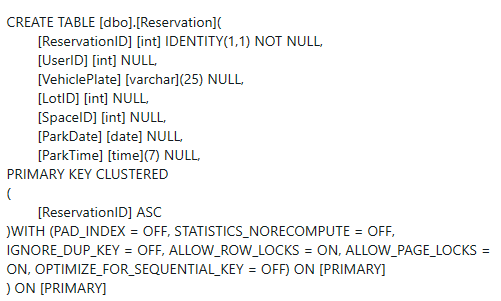 CREATE TABLE [dbo].[Reservation](
[ReservationID] [int] IDENTITY(1,1) NOT NULL,
[UserID] [int] NULL,
[VehiclePlate] [varchar](25) NULL,
[LotID] [int] NULL,
[SpaceID] [int] NULL,
[ParkDate] [date] NULL,
[ParkTime] [time](7) NULL,
PRIMARY KEY CLUSTERED
(
[ReservationID] ASC
)WITH (PAD_INDEX = OFF, STATISTICS_NORECOMPUTE = OFF,
IGNORE_DUP_KEY = OFF, ALLOW_ROW_LOCKS = ON, ALLOW_PAGE_LOCKS =
ON, OPTIMIZE_FOR_SEQUENTIAL_KEY = OFF) ON [PRIMARY]
) ON [PRIMARY]